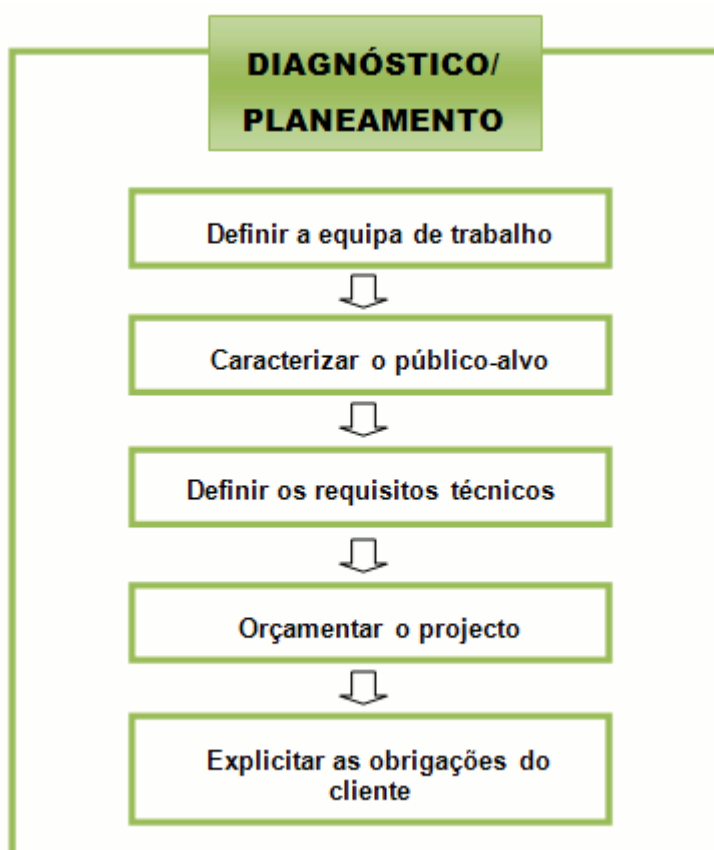 DIAGNÓSTICO/
PLANEAMENTO
Definir a equipa de trabalho
Caracterizar o público-alvo
Definir os requisitos técnicos
Orçamentar o projecto
Explicitar as obrigações do
cliente